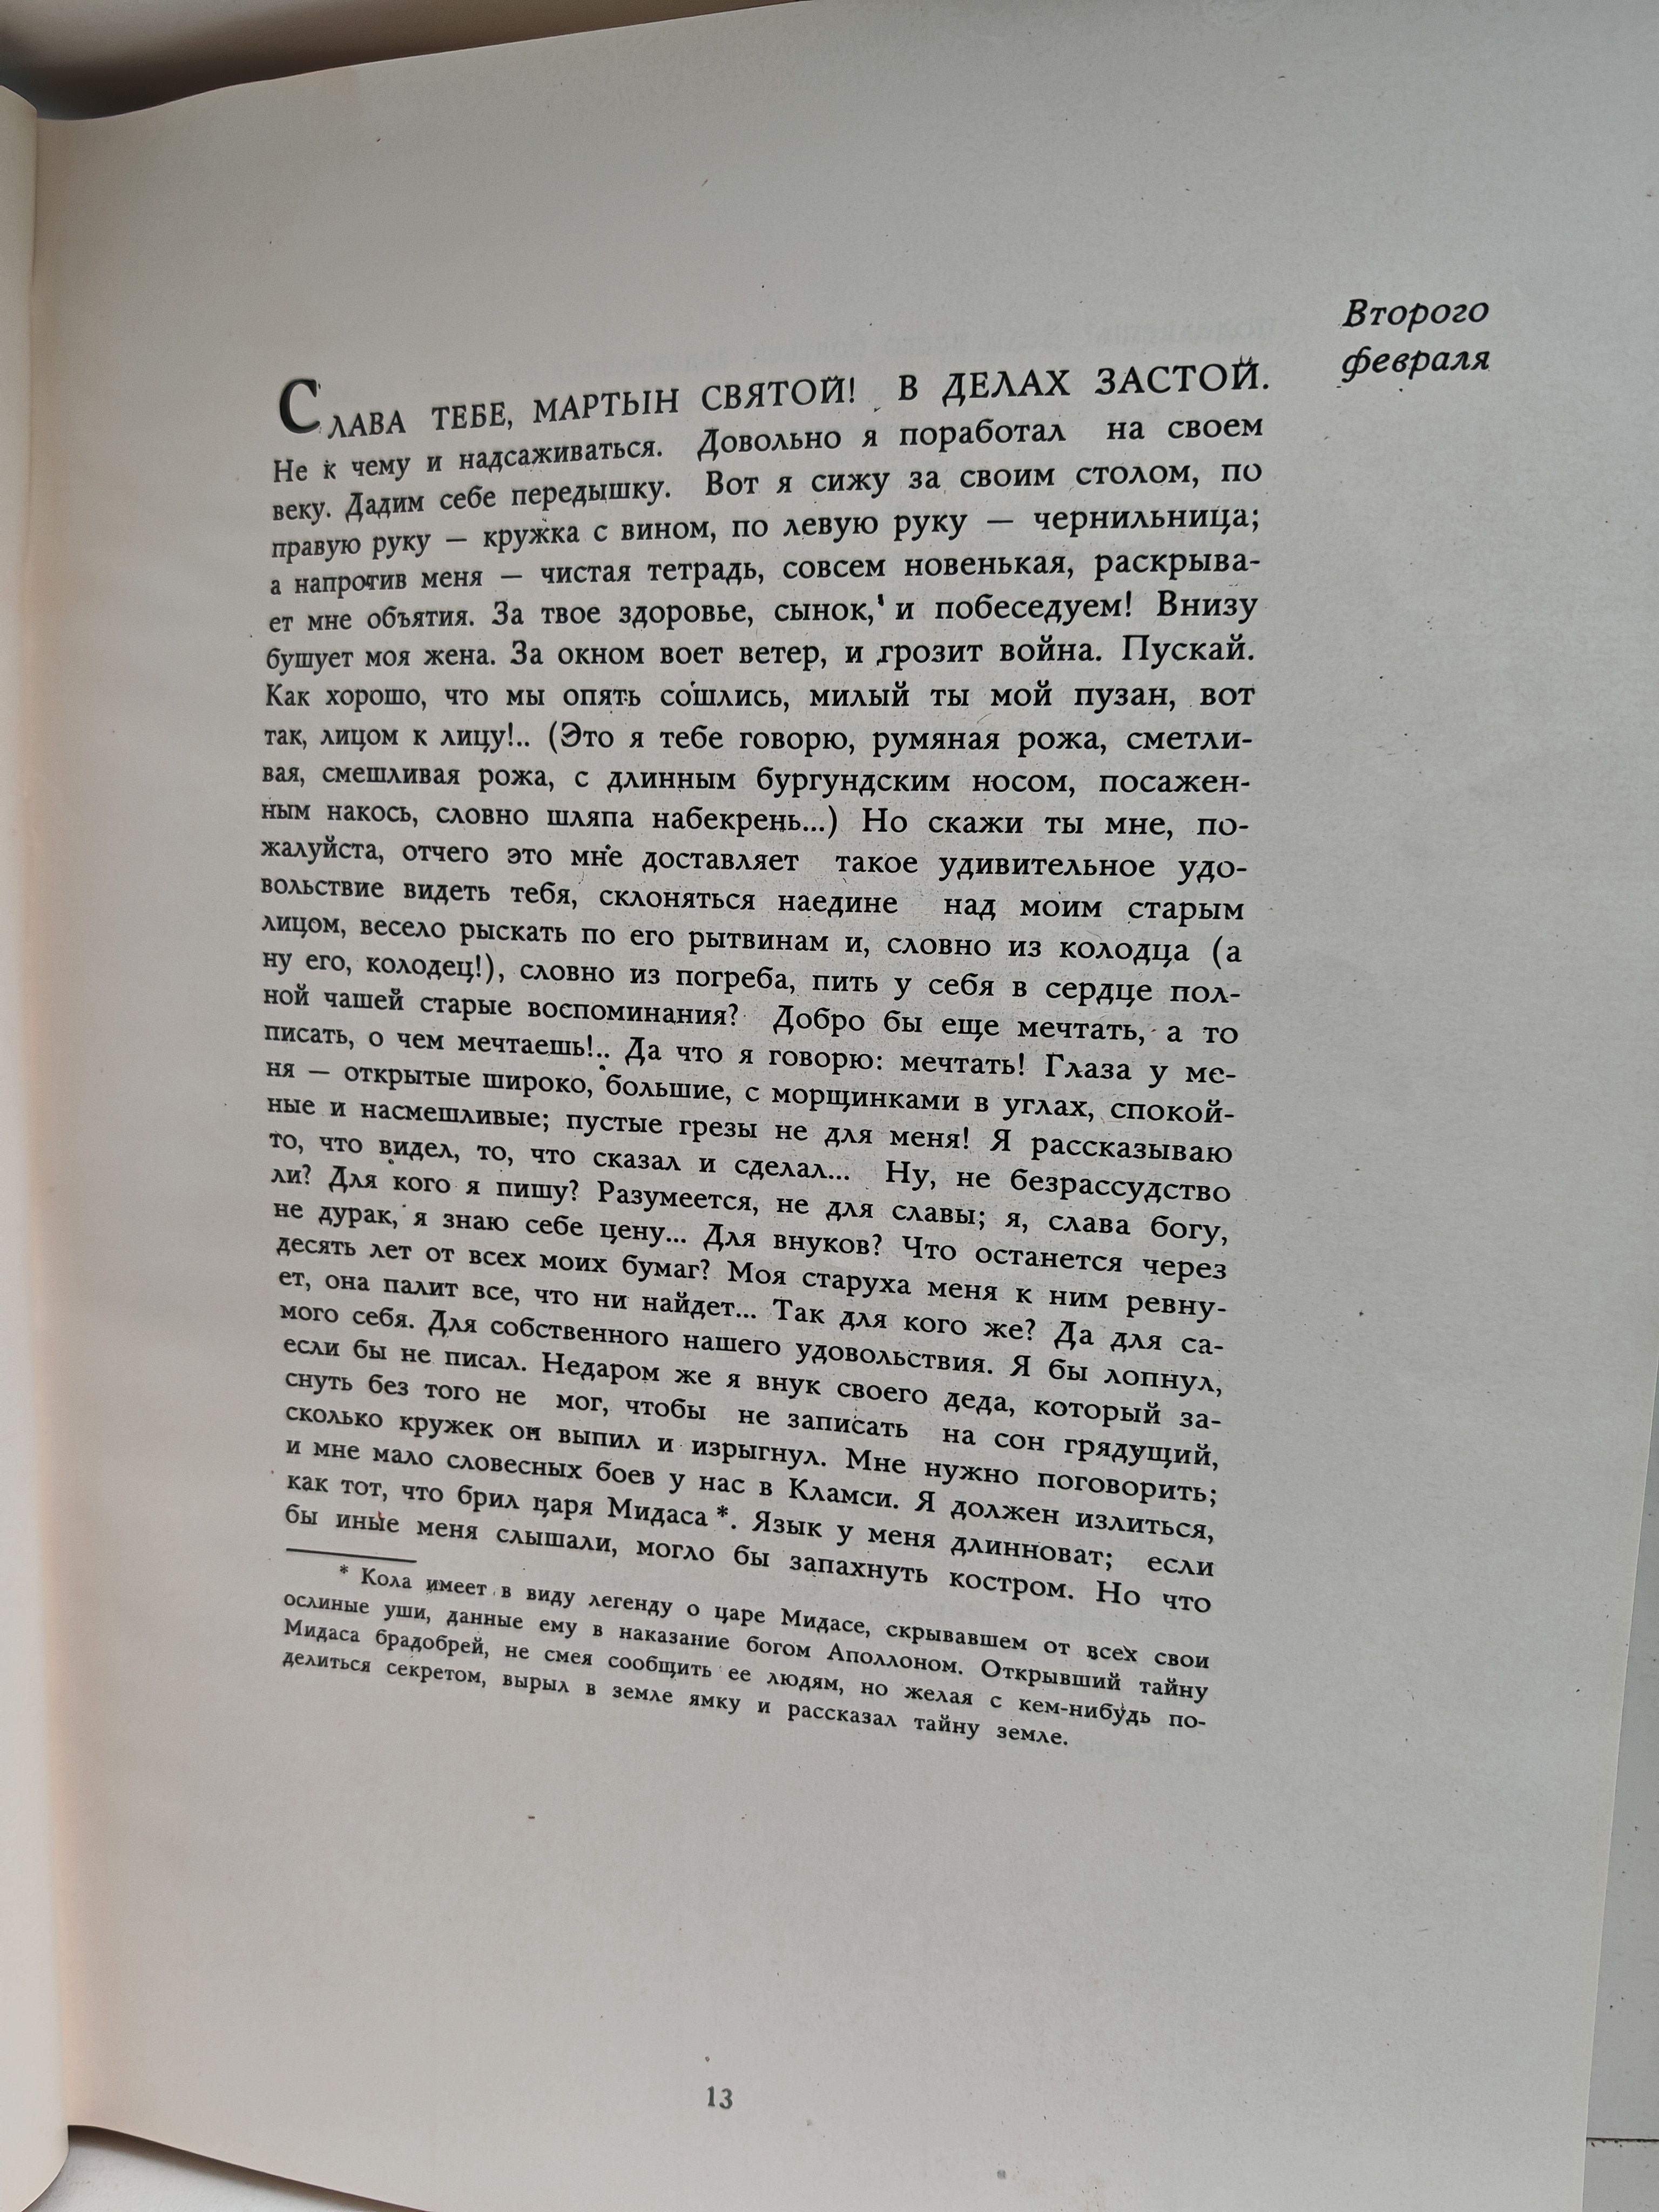 Второго
февраля
СЛАВА ТЕБЕ, МАРТЫН СВЯТОЙ! В ДЕЛАХ ЗАСТОЙ.
Не к чему и надсаживаться. Довольно я поработал на своем
веку. Дадим себе передышку. Вот я сижу за своим столом, по
правую руку — кружка с вином, по левую руку — чернильница;
а напротив меня — чистая тетрадь, совсем новенькая, раскрыва-
ет мне объятия. За твое здоровье, сынок, и побеседуем! Внизу
бушует моя жена. За окном воет ветер, и грозит война. Пускай.
Как хорошо, что мы опять сошлись, милый ты мой пузан, вот
так, лицом к лицу!.. (Это я тебе говорю, румяная рожа, сметли-
вая, смешливая рожа, с длинным бургундским носом, посажен-
ным накось, словно шляпа набекрень...) Но скажи ты мне, по-
жалуйста, отчего это мне доставляет такое удивительное удо-
вольствие видеть тебя, склоняться наедине над моим старым
лицом, весело рыскать по его рытвинам и, словно из колодца (а
ну его, колодец!), словно из погреба, пить у себя в сердце пол-
ной чашей старые воспоминания? Добро бы еще мечтать, а то
писать, о чем мечтаешь!.. Да что я говорю: мечтать! Глаза у ме-
ня — открытые широко, большие, с морщинками в углах, спокой-
ные и насмешливые; пустые грезы не для меня! Я рассказываю
то, что видел, то, что сказал и сделал... Ну, не безрассудство
ли? Для кого я пишу? Разумеется, не для славы; я, слава богу,
не дурак, я знаю себе цену... Для внуков? Что останется через
десять лет от всех моих бумаг? Моя старуха меня к ним ревну-
ет, она палит все, что ни найдет... Так для кого же? Да для са-
мого себя. Для собственного нашего удовольствия. Я бы лопнул,
если бы не писал. Недаром же я внук своего деда, который за-
снуть без того не мог, чтобы не записать на сон грядущий,
сколько кружек он выпил и изрыгнул. Мне нужно поговорить;
и мне мало словесных боев у нас в Кламси. Я должен излиться,
как тот, что брил царя Мидаса *. Язык у меня длинноват; если
бы иные меня слышали, могло бы запахнуть костром. Но что
* Кола имеет в виду легенду о царе Мидасе, скрывавшем от всех свои
ослиные уши, данные ему в наказание богом Аполлоном. Открывший тайну
Мидаса брадобрей, не смея сообщить ее людям, но желая с кем-нибудь по-
делиться секретом, вырыл в земле ямку и рассказал тайну земле.
13